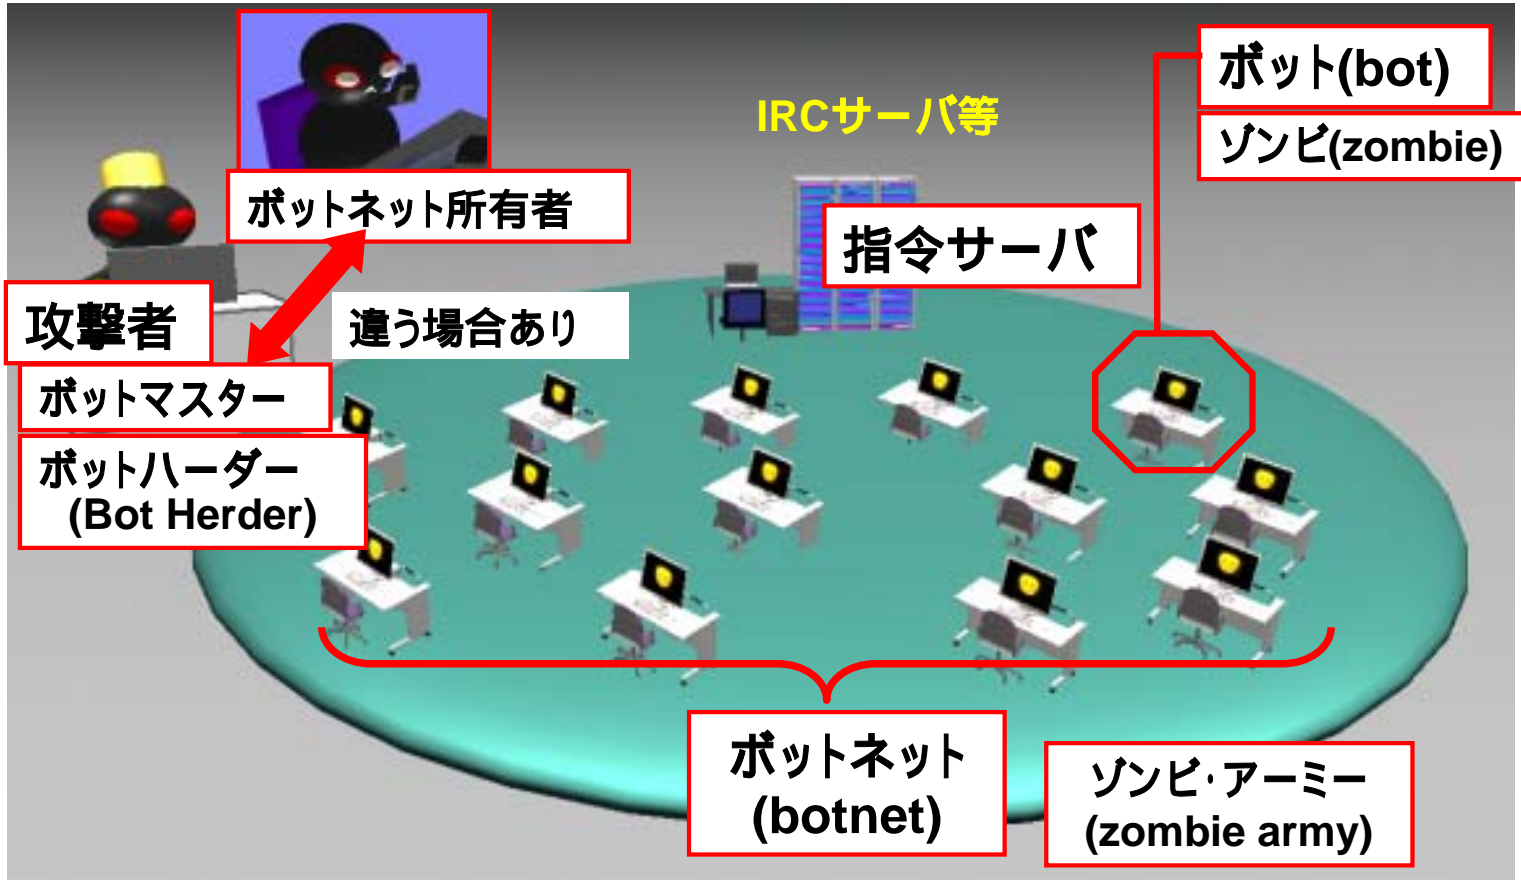 ボット(bot)
ゾンビ(zombie)
IRCサーバ等
ボットネット所有者
指令サーバ
攻撃者
違う場合あり
ボットマスター
ボットハーダー
(Bot Herder)
ボットネット
(botnet)
ゾンビ・アーミー
(zombie army)